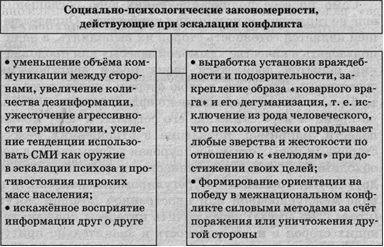 Социально-психологические закономерности,
действующие при эскалации конфликта
• уменьшение объёма ком-
муникации между сторо-
нами, увеличение коли-
чества дезинформации,
ужесточение агрессивно-
сти терминологии, усиле-
ние тенденции использо-
вать СМИ как оружие
в эскалации психоза и про-
тивостояния широких
масс населения;
• искажённое восприятие
информации друг о друге
• выработка установки враждеб-
ности и подозрительности, за-
крепление образа «коварного вра-
га» и его дегуманизация, т. е. ис-
ключение из рода человеческого,
что психологически оправдывает
любые зверства и жестокости по
отношению к «нелюдям» при до-
стижении своих целей;
• формирование ориентации на
победу в межнациональном конф-
ликте силовыми методами за счёт
поражения или уничтожения дру-
гой стороны